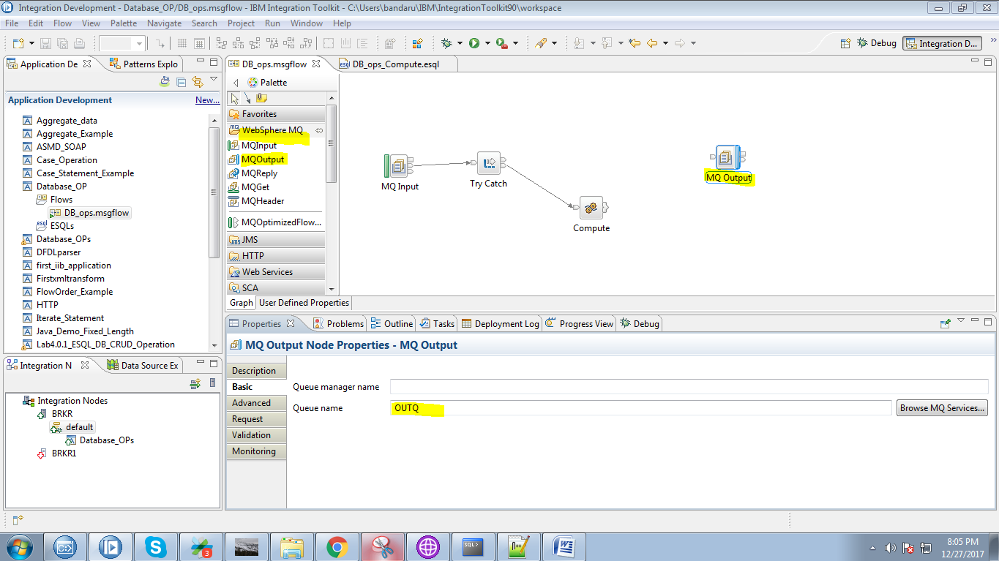 Integration Development - Database_OP/DB_ops.msgflow - IBM Integration Toolkit - C:\Users\bandaru\IBM\IntegrationToolkit90\workspace
File Edit Flow View Palette Navigate Search Project Run Window Help
Debug Integration D...
Application De Patterns Explo
Application Development New...
Aggregate_data
Aggregate_Example
ASMD_SOAP
Case_Operation
Case_Statement_Example
Database_OP
Flows
DB_ops.msgflow
esql ESQLs
Database_OPs
DFDLparser
first_iib_application
Firstxmltransform
FlowOrder_Example
HTTP
Iterate_Statement
Java_Demo_Fixed_Length
Lab4.0.1_ESQL_DB_CRUD_Operation
Integration N Data Source Ex
Integration Nodes
BRKR
default
Database_OPs
BRKR1
DB_ops.msgflow esql DB_ops_Compute.esql
Palette
Favorites
WebSphere MQ
MQInput
MQOutput
MQReply
MQGet
MQHeader
MQOptimizedFlow...
JMS
HTTP
Web Services
SCA
MQ Input
Try Catch
Compute
MQ Output
Graph User Defined Properties
Properties Problems Outline Tasks Deployment Log Progress View Debug
MQ Output Node Properties - MQ Output
Description
Basic
Advanced
Request
Validation
Monitoring
Queue manager name
Queue name OUTQ Browse MQ Services...
C:\>
S
3
SQL>
n++
W
8:05 PM
12/27/2017